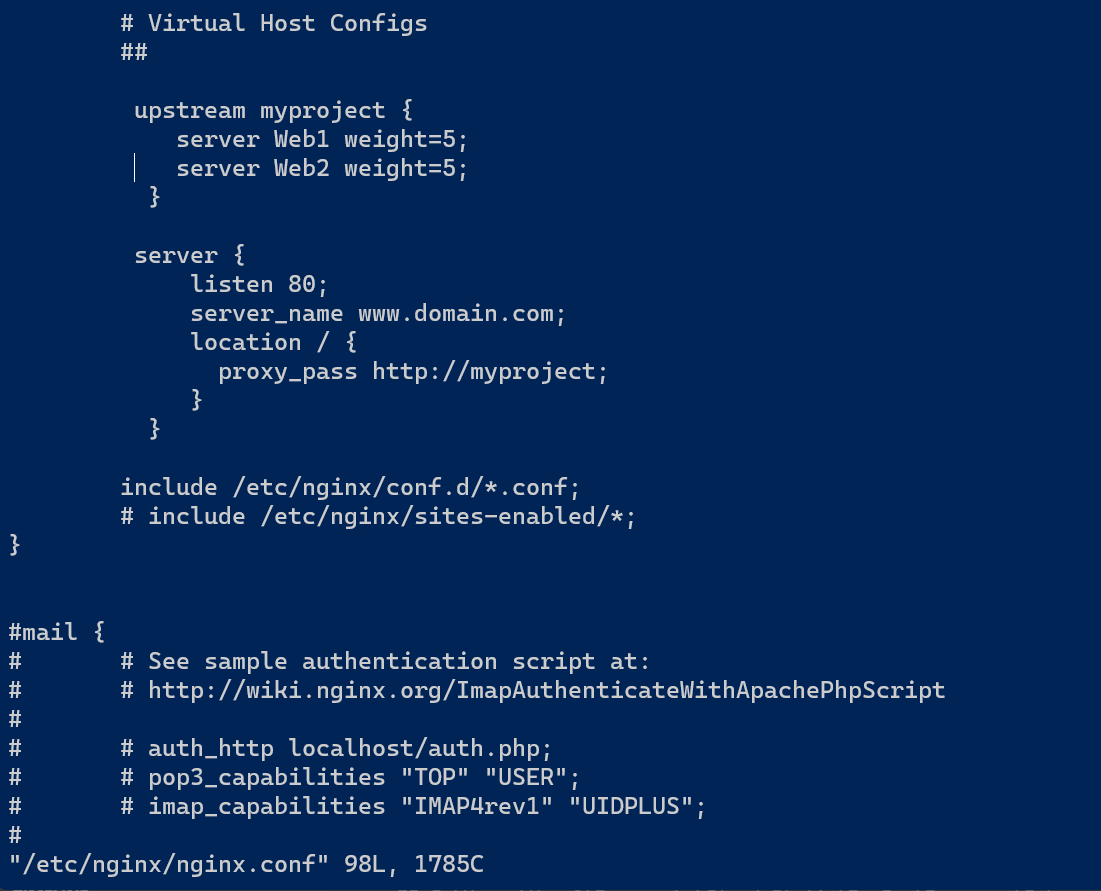 # Virtual Host Configs
##
upstream myproject {
server Web1 weight=5;
server Web2 weight=5;
}
server {
listen 80;
server_name www.domain.com;
location / {
proxy_pass http://myproject;
}
}
include /etc/nginx/conf.d/*.conf;
# include /etc/nginx/sites-enabled/*;
}
#mail {
# # See sample authentication script at:
# # http://wiki.nginx.org/ImapAuthenticateWithApachePhpScript
#
# # auth_http localhost/auth.php;
# # pop3_capabilities "TOP" "USER";
# # imap_capabilities "IMAP4rev1" "UIDPLUS";
#
"/etc/nginx/nginx.conf" 98L, 1785C